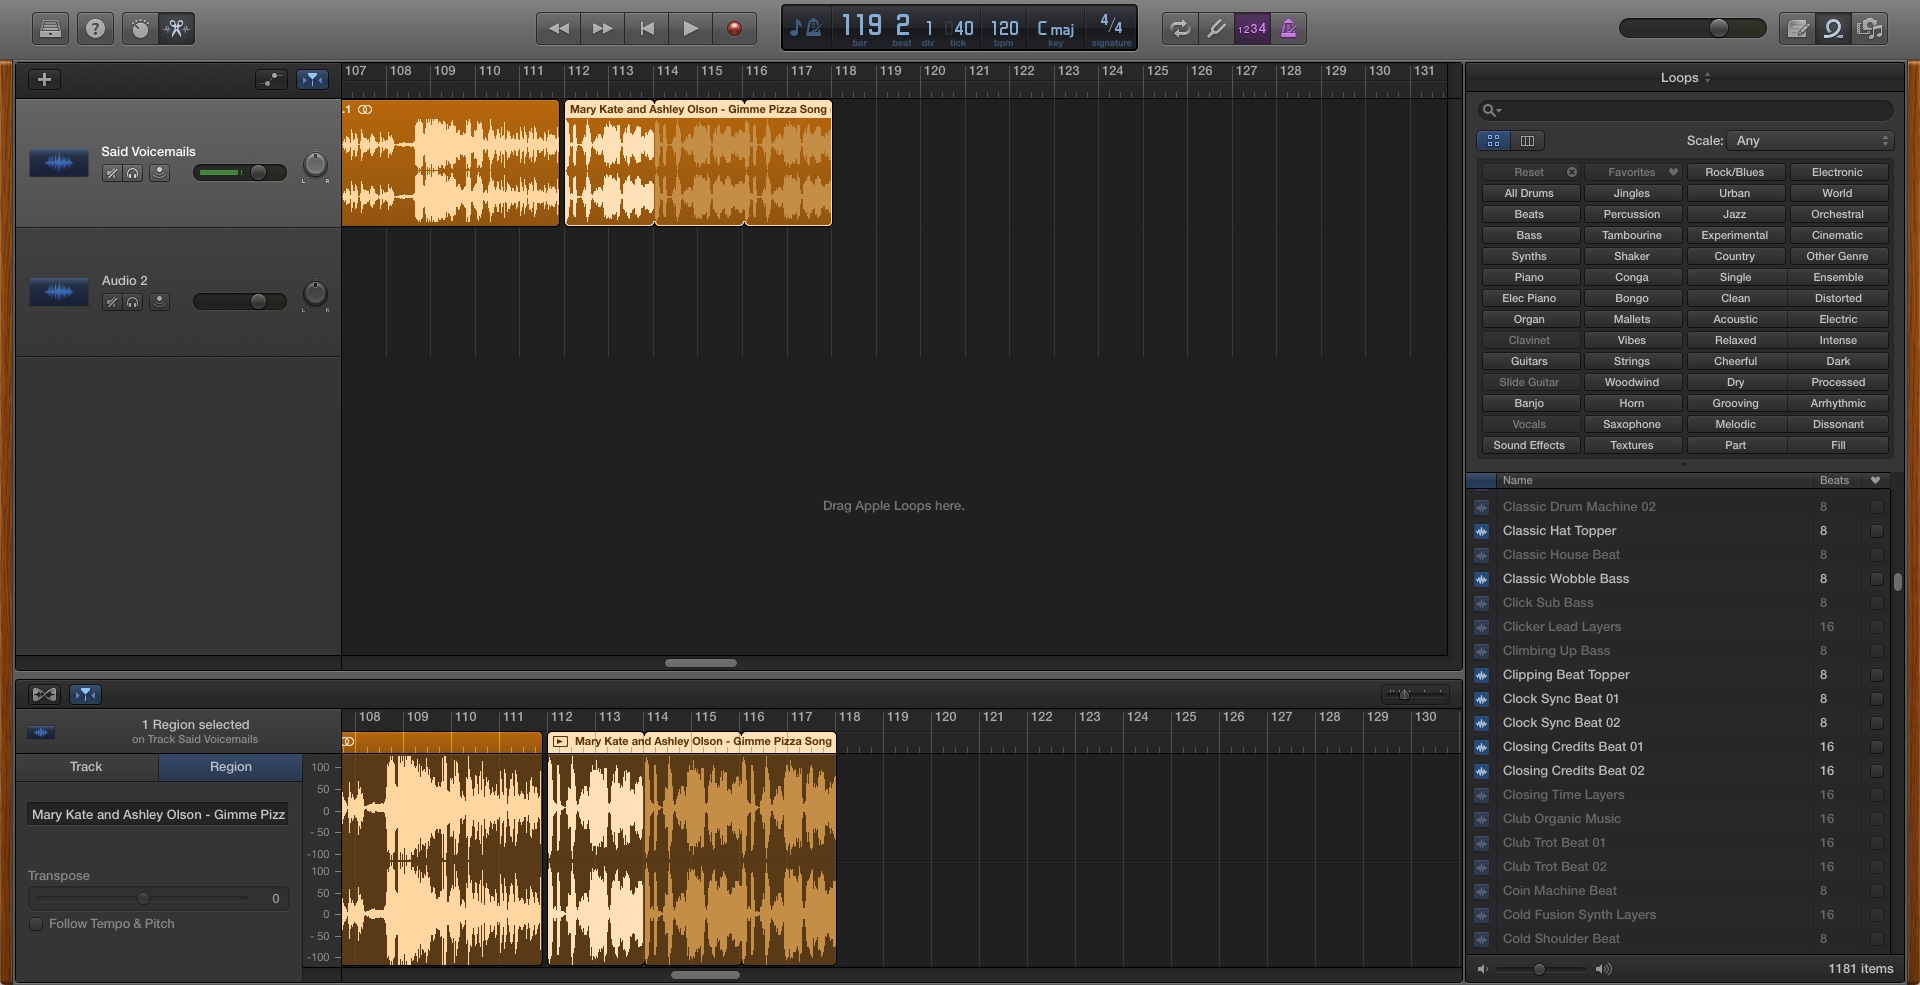 1234
119 2 1 040 120 C maj 4/4
bar beat div tick bpm key signature
107 108 109 110 111 112 113 114 115 116 117 118 119 120 121 122 123 124 125 126 127 128 129 130 131
.1
Mary Kate and Ashley Olson - Gimme Pizza Song
Said Voicemails
L R
Audio 2
L R
Drag Apple Loops here.
Loops
Scale: Any
Reset Favorites Rock/Blues Electronic
All Drums Jingles Urban World
Beats Percussion Jazz Orchestral
Bass Tambourine Experimental Cinematic
Synths Shaker Country Other Genre
Piano Conga Single Ensemble
Elec Piano Bongo Clean Distorted
Organ Mallets Acoustic Electric
Clavinet Vibes Relaxed Intense
Guitars Strings Cheerful Dark
Slide Guitar Woodwind Dry Processed
Banjo Horn Grooving Arrhythmic
Vocals Saxophone Melodic Dissonant
Sound Effects Textures Part Fill
Name Beats
Classic Drum Machine 02 8
Classic Hat Topper 8
Classic House Beat 8
Classic Wobble Bass 8
Click Sub Bass 8
Clicker Lead Layers 16
Climbing Up Bass 8
Clipping Beat Topper 8
Clock Sync Beat 01 8
Clock Sync Beat 02 8
Closing Credits Beat 01 16
Closing Credits Beat 02 16
Closing Time Layers 16
Club Organic Music 16
Club Trot Beat 01 16
Club Trot Beat 02 16
Coin Machine Beat 8
Cold Fusion Synth Layers 16
Cold Shoulder Beat 8
1181 items
1 Region selected
on Track Said Voicemails
Track Region
Mary Kate and Ashley Olson - Gimme Pizz
Transpose
0
Follow Tempo & Pitch
108 109 110 111 112 113 114 115 116 117 118 119 120 121 122 123 124 125 126 127 128 129 130
Mary Kate and Ashley Olson - Gimme Pizza Song
100
50
0
- 50
-100
100
50
0
- 50
-100